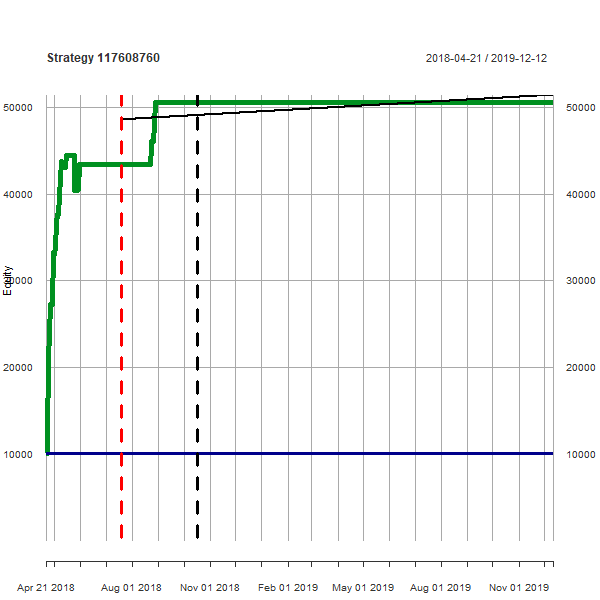 Strategy 117608760
2018-04-21 / 2019-12-12
50000
50000
40000
40000
Equity
30000
30000
20000
20000
10000
10000
Apr 21 2018
Aug 01 2018
Nov 01 2018
Feb 01 2019
May 01 2019
Aug 01 2019
Nov 01 2019